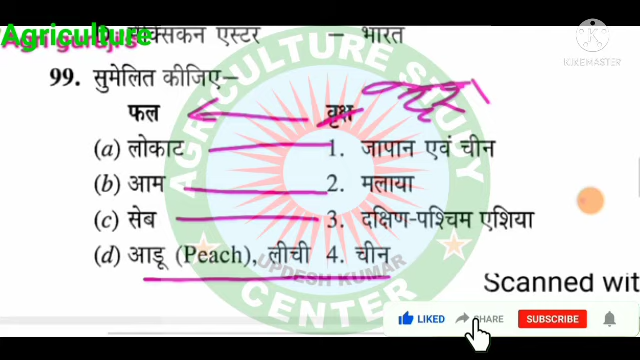 Agriculture
मैक्सिकन एस्टर – भारत
KINEMASTER
99. सुमेलित कीजिए–
फल वृक्ष
(a) लोकाट 1. जापान एवं चीन
(b) आम 2. मलाया
(c) सेब 3. दक्षिण-पश्चिम एशिया
(d) आडू (Peach), लीची 4. चीन
AGRICULTURE STUDY
UPDESH KUMAR
CENTER
Scanned wit
LIKED SHARE SUBSCRIBE